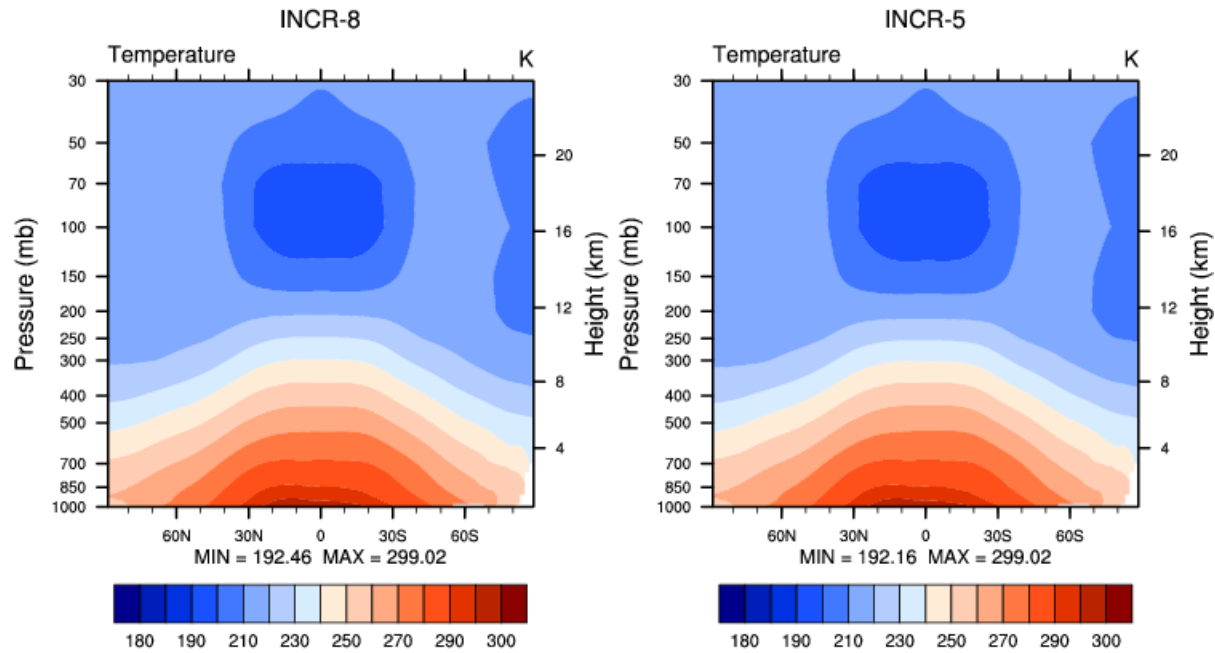 INCR-8
Temperature K
30
50
70
100
150
200
250
300
400
500
700
850
1000
Pressure (mb)
20
16
12
8
4
Height (km)
60N 30N 0 30S 60S
MIN = 192.46 MAX = 299.02
180 190 210 230 250 270 290 300
INCR-5
Temperature K
30
50
70
100
150
200
250
300
400
500
700
850
1000
Pressure (mb)
20
16
12
8
4
Height (km)
60N 30N 0 30S 60S
MIN = 192.16 MAX = 299.02
180 190 210 230 250 270 290 300